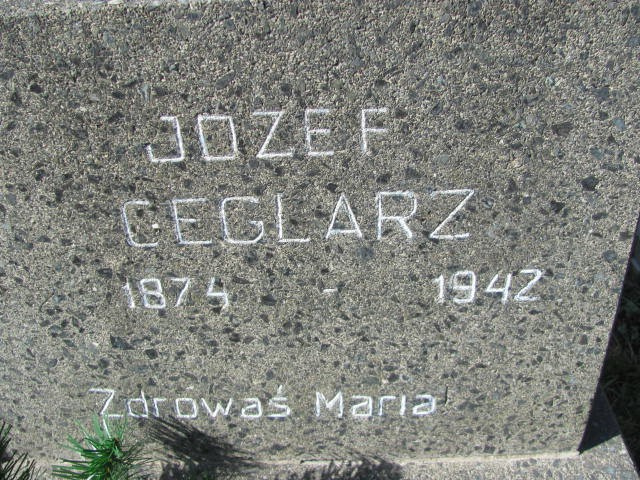 JOZEF
CEGLARZ
1874 - 1942
Zdrowaś Maria